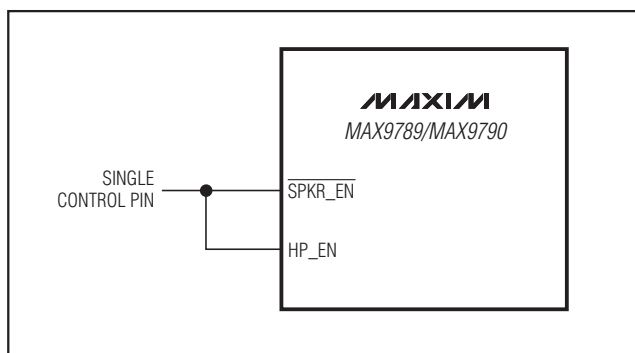 MAXIM
MAX9789/MAX9790
SINGLE
CONTROL PIN
SPKR_EN
HP_EN